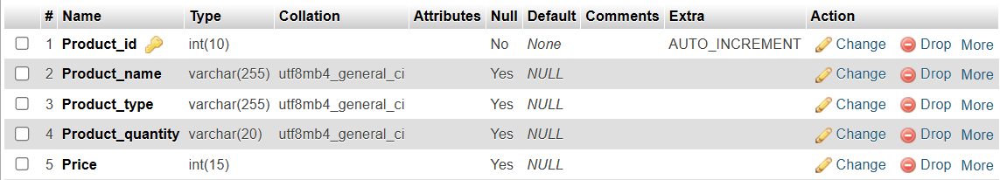 # Name Type Collation Attributes Null Default Comments Extra Action
1 Product_id int(10) No None AUTO_INCREMENT Change Drop More
2 Product_name varchar(255) utf8mb4_general_ci Yes NULL Change Drop More
3 Product_type varchar(255) utf8mb4_general_ci Yes NULL Change Drop More
4 Product_quantity varchar(20) utf8mb4_general_ci Yes NULL Change Drop More
5 Price int(15) Yes NULL Change Drop More